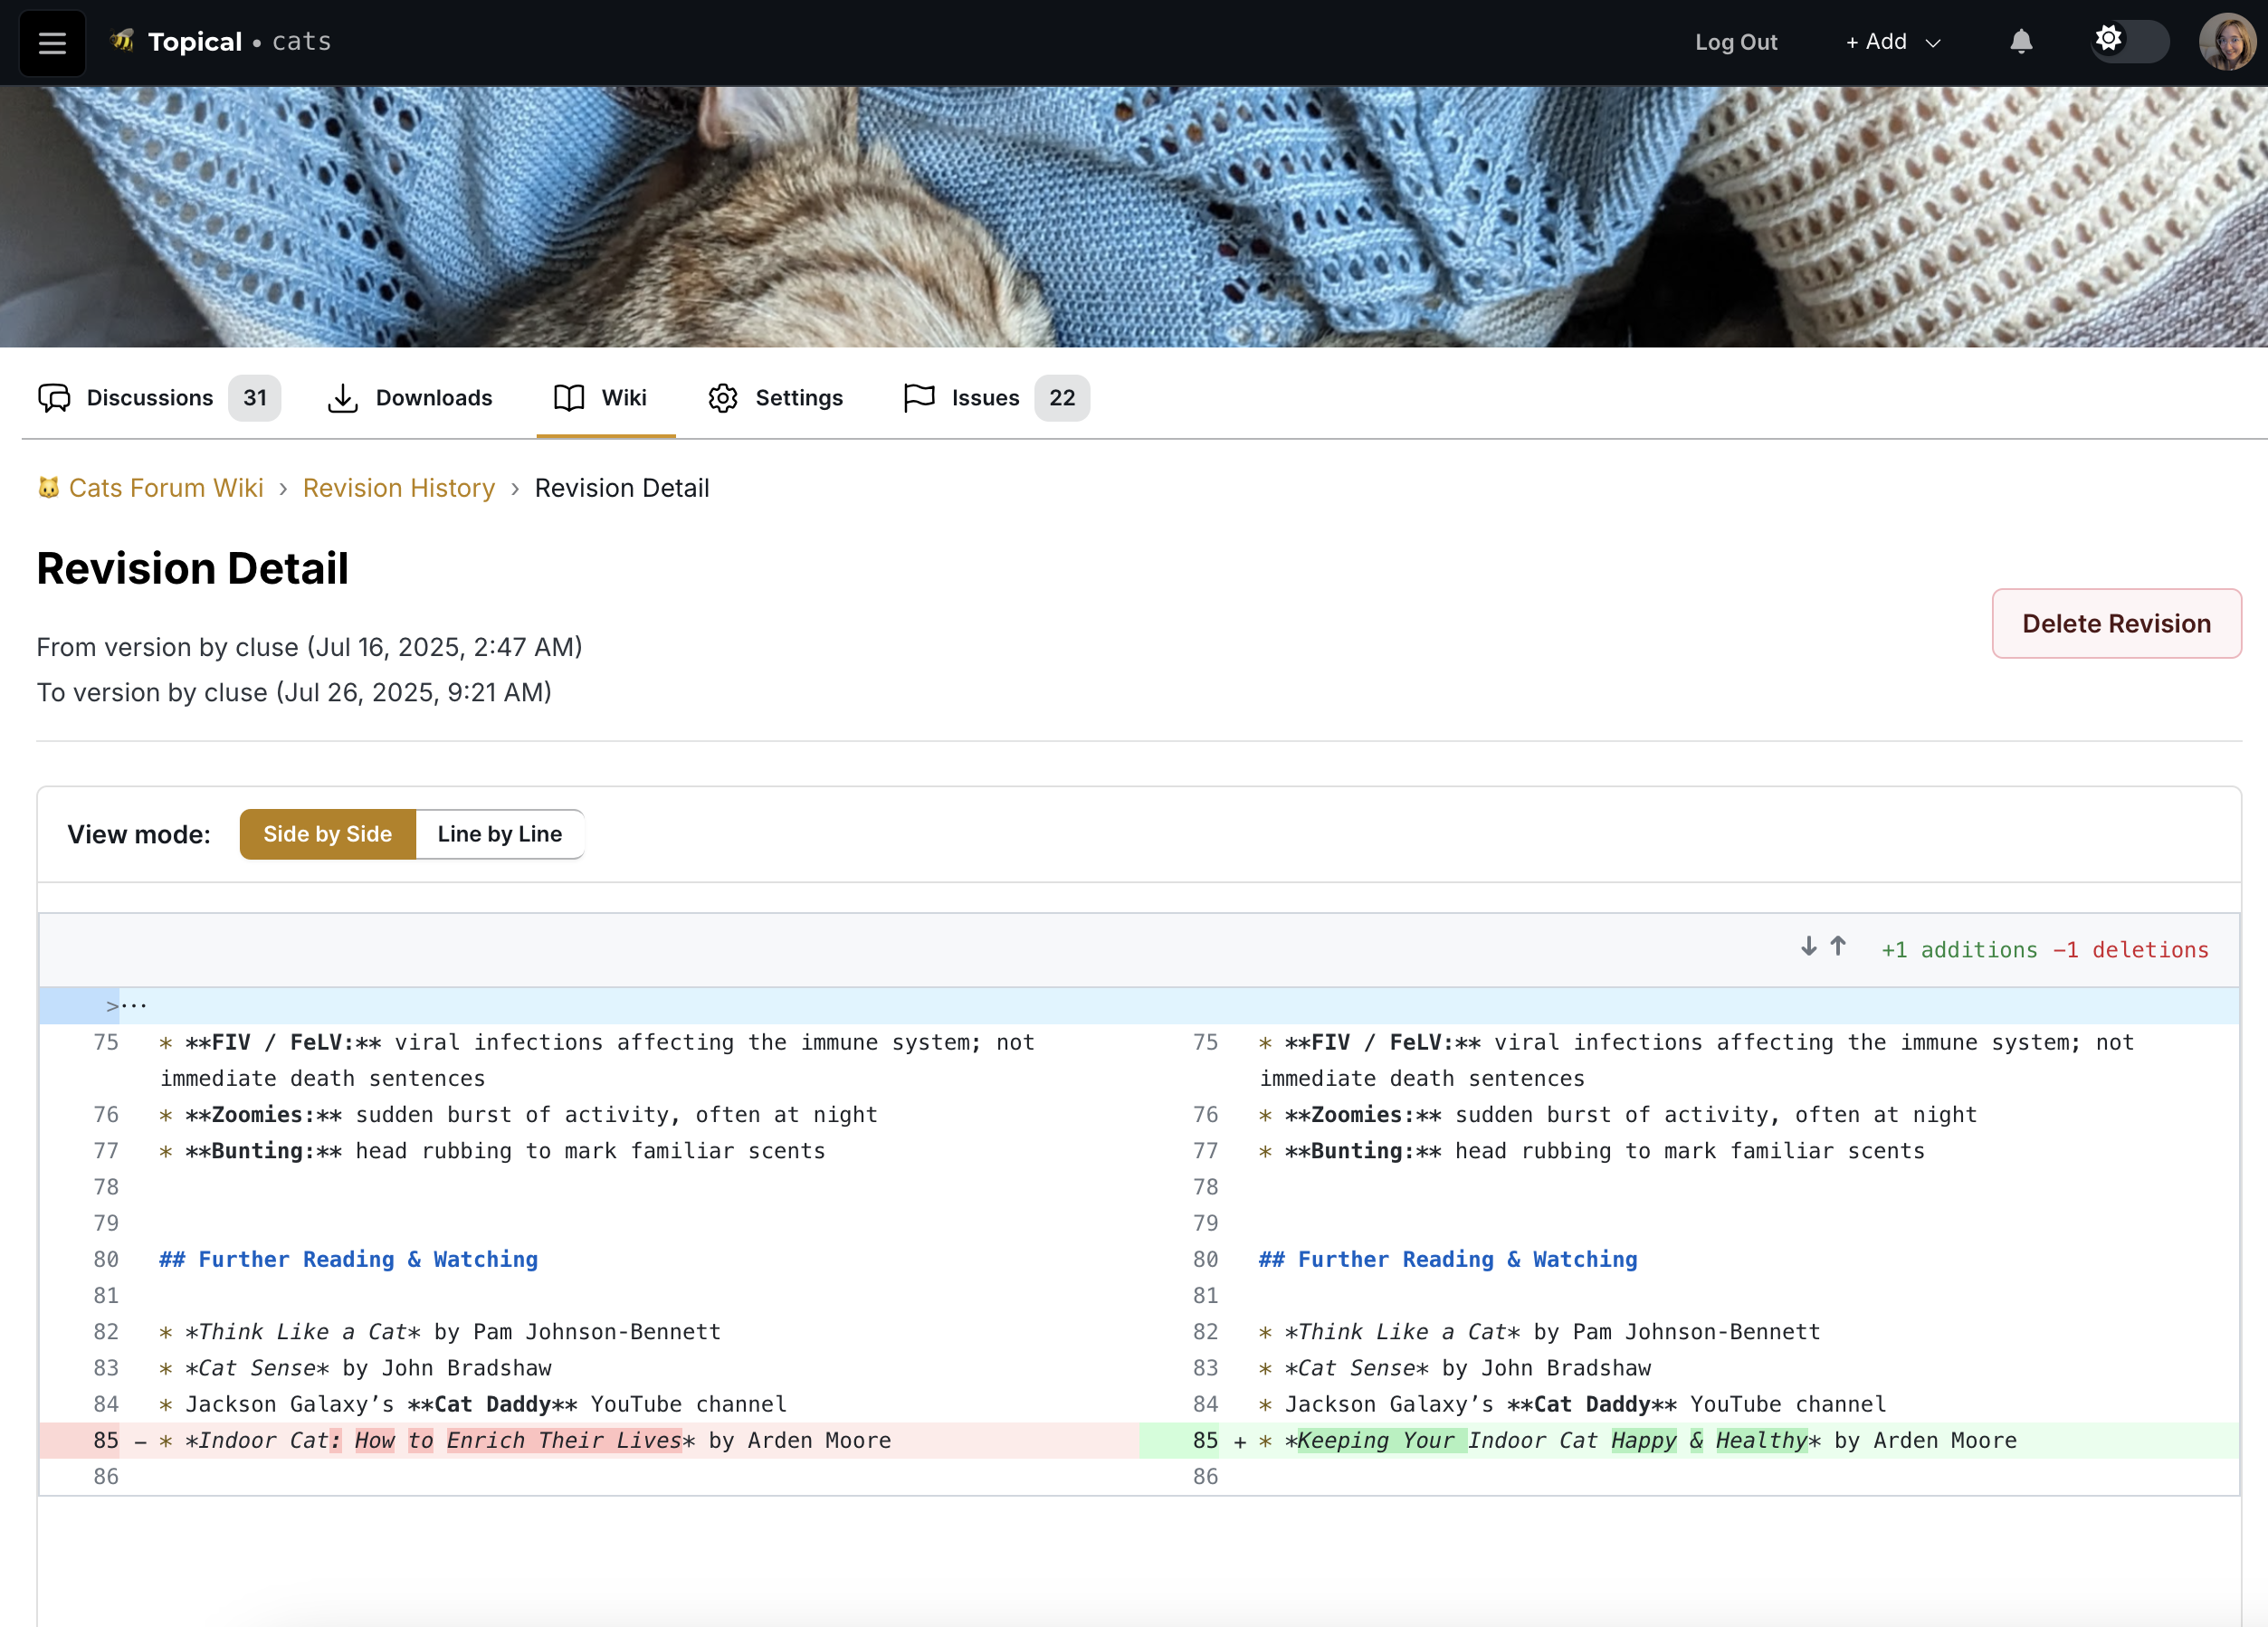 Topical • cats
Log Out
+ Add
Discussions 31
Downloads
Wiki
Settings
Issues 22
Cats Forum Wiki › Revision History › Revision Detail
Revision Detail
Delete Revision
From version by cluse (Jul 16, 2025, 2:47 AM)
To version by cluse (Jul 26, 2025, 9:21 AM)
View mode: Side by Side Line by Line
+1 additions −1 deletions
>···
75 * **FIV / FeLV:** viral infections affecting the immune system; not
immediate death sentences
76 * **Zoomies:** sudden burst of activity, often at night
77 * **Bunting:** head rubbing to mark familiar scents
78
79
80 ## Further Reading & Watching
81
82 * *Think Like a Cat* by Pam Johnson-Bennett
83 * *Cat Sense* by John Bradshaw
84 * Jackson Galaxy’s **Cat Daddy** YouTube channel
85 – * *Indoor Cat: How to Enrich Their Lives* by Arden Moore
86
75 * **FIV / FeLV:** viral infections affecting the immune system; not
immediate death sentences
76 * **Zoomies:** sudden burst of activity, often at night
77 * **Bunting:** head rubbing to mark familiar scents
78
79
80 ## Further Reading & Watching
81
82 * *Think Like a Cat* by Pam Johnson-Bennett
83 * *Cat Sense* by John Bradshaw
84 * Jackson Galaxy’s **Cat Daddy** YouTube channel
85 + * *Keeping Your Indoor Cat Happy & Healthy* by Arden Moore
86